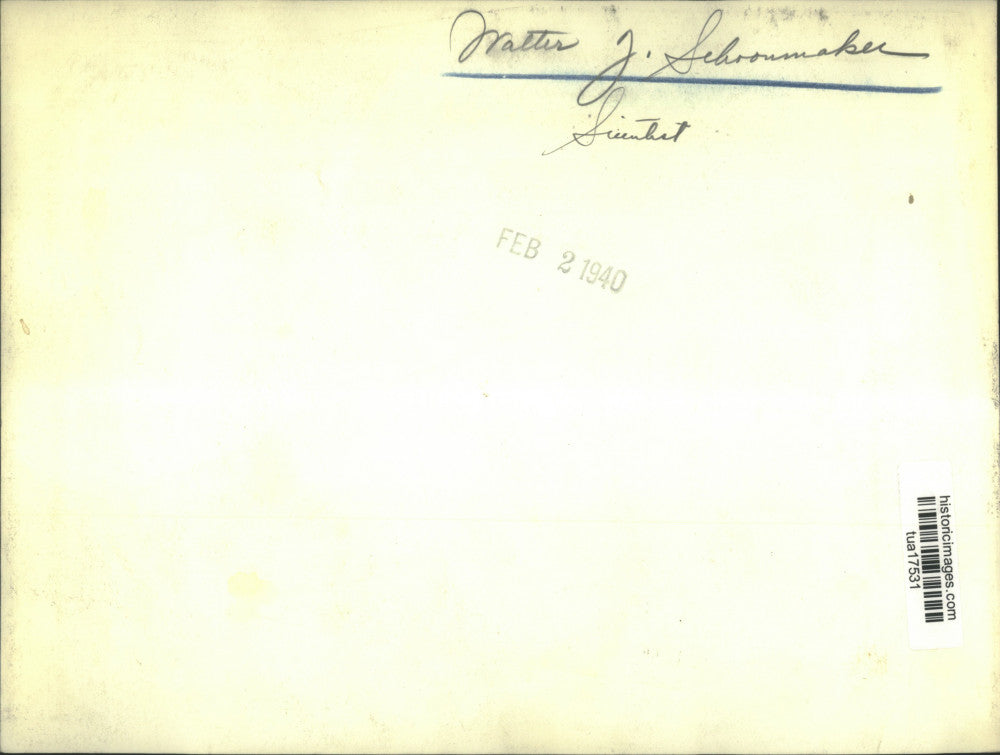 Walter J. Schoonmaker
Scientist
FEB 2 1940
historicimages.com
tua17531